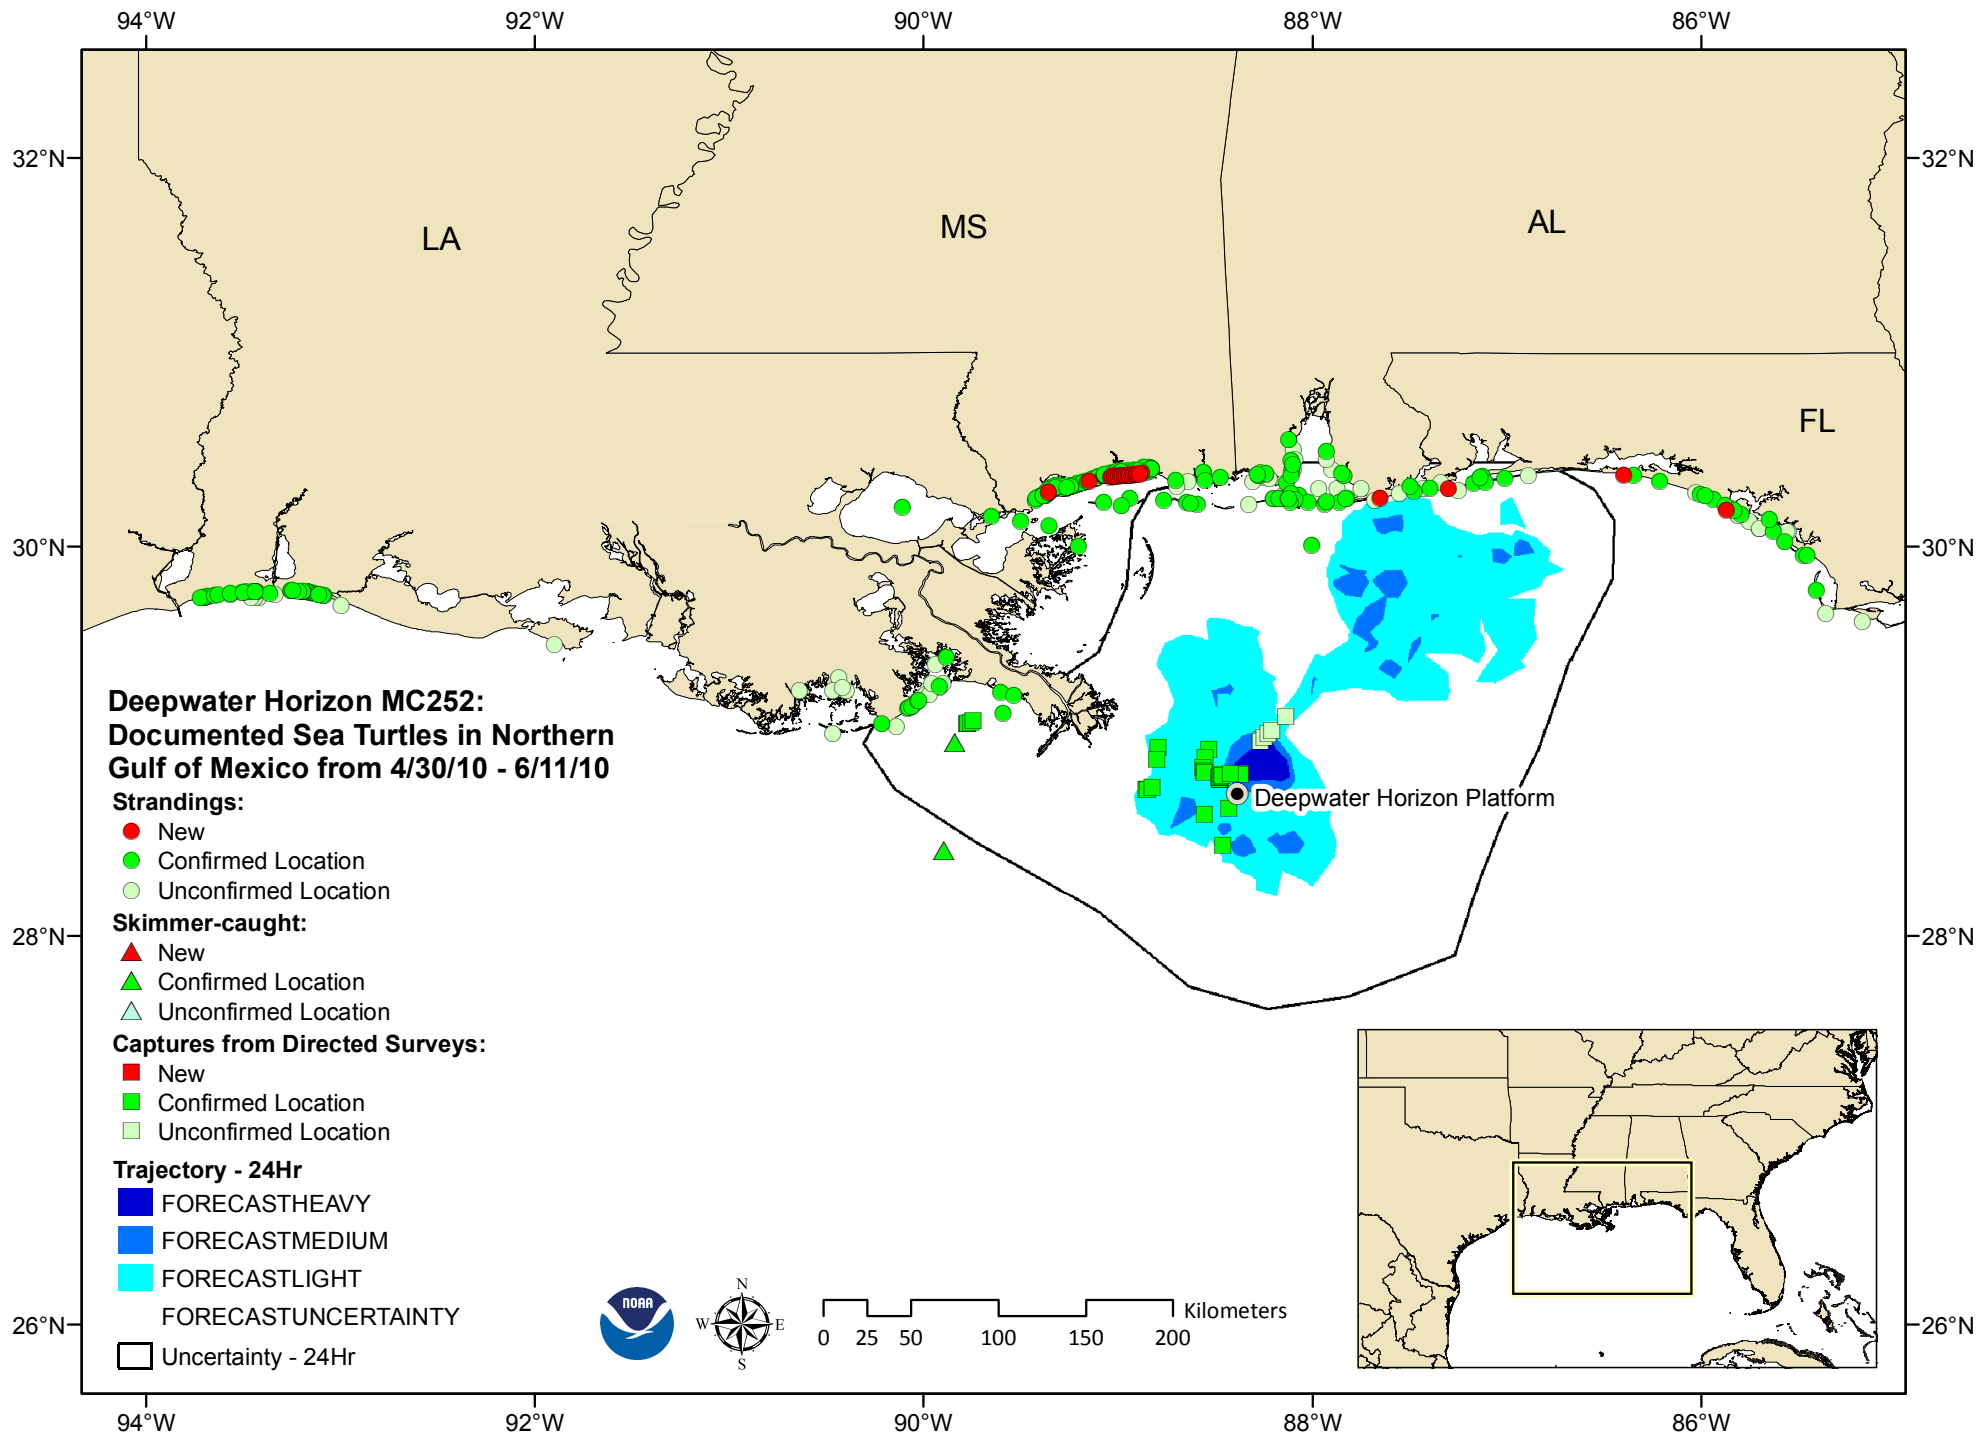 94°W 92°W 90°W 88°W 86°W
32°N 32°N
LA MS AL
FL
30°N 30°N
Deepwater Horizon MC252:
Documented Sea Turtles in Northern
Gulf of Mexico from 4/30/10 - 6/11/10
Deepwater Horizon Platform
Strandings:
New
Confirmed Location
Unconfirmed Location
Skimmer-caught:
New
28°N 28°N
Confirmed Location
Unconfirmed Location
Captures from Directed Surveys:
New
Confirmed Location
Unconfirmed Location
Trajectory - 24Hr
FORECASTHEAVY
FORECASTMEDIUM
FORECASTLIGHT
FORECASTUNCERTAINTY
Uncertainty - 24Hr
26°N 26°N
NOAA
N
W E
S
Kilometers
0 25 50 100 150 200
94°W 92°W 90°W 88°W 86°W